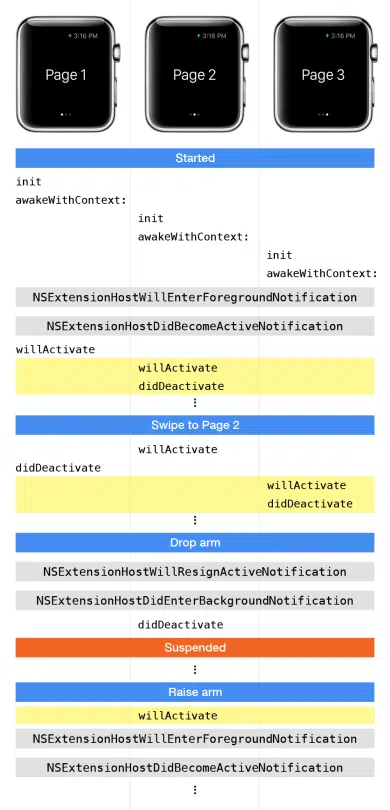 3:16 PM
Page 1
3:16 PM
Page 2
3:16 PM
Page 3
Started
init
awakeWithContext:
init
awakeWithContext:
init
awakeWithContext:
NSExtensionHostWillEnterForegroundNotification
NSExtensionHostDidBecomeActiveNotification
willActivate
willActivate
didDeactivate
Swipe to Page 2
willActivate
didDeactivate
willActivate
didDeactivate
Drop arm
NSExtensionHostWillResignActiveNotification
NSExtensionHostDidEnterBackgroundNotification
didDeactivate
Suspended
Raise arm
willActivate
NSExtensionHostWillEnterForegroundNotification
NSExtensionHostDidBecomeActiveNotification